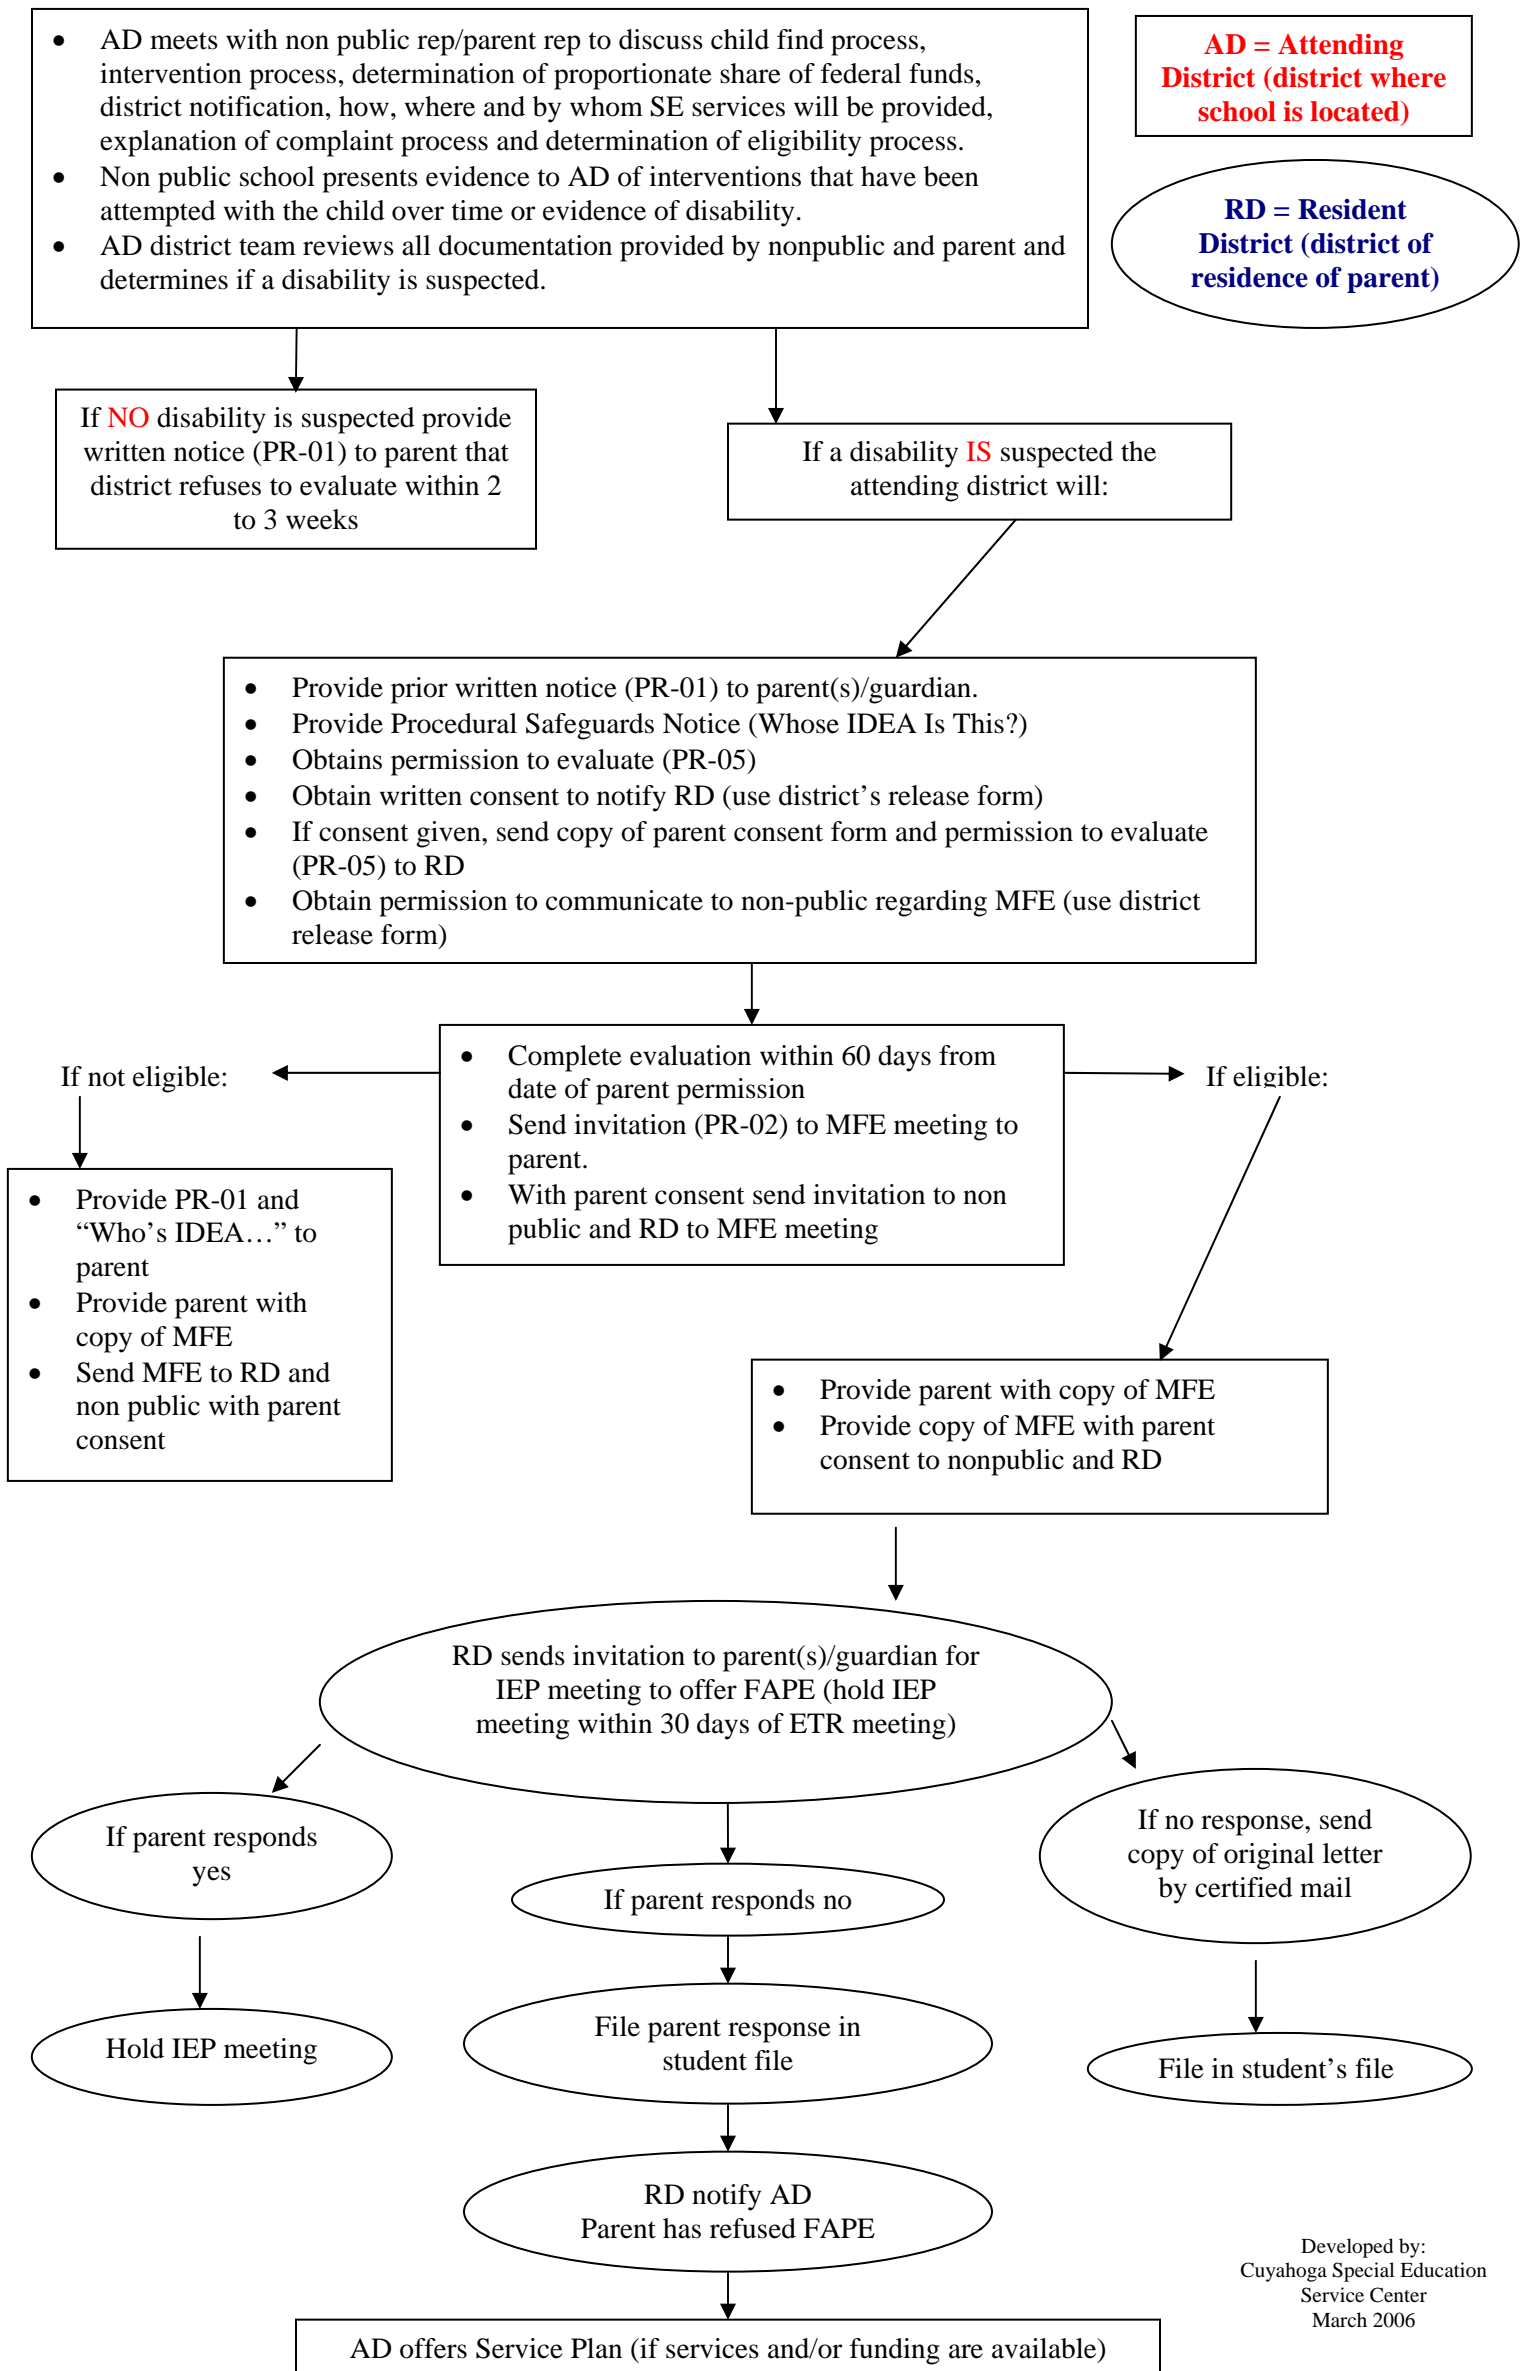 • AD meets with non public rep/parent rep to discuss child find process,
intervention process, determination of proportionate share of federal funds,
district notification, how, where and by whom SE services will be provided,
explanation of complaint process and determination of eligibility process.
• Non public school presents evidence to AD of interventions that have been
attempted with the child over time or evidence of disability.
• AD district team reviews all documentation provided by nonpublic and parent and
determines if a disability is suspected.
AD = Attending
District (district where
school is located)
RD = Resident
District (district of
residence of parent)
If NO disability is suspected provide
written notice (PR-01) to parent that
district refuses to evaluate within 2
to 3 weeks
If a disability IS suspected the
attending district will:
• Provide prior written notice (PR-01) to parent(s)/guardian.
• Provide Procedural Safeguards Notice (Whose IDEA Is This?)
• Obtains permission to evaluate (PR-05)
• Obtain written consent to notify RD (use district’s release form)
• If consent given, send copy of parent consent form and permission to evaluate
(PR-05) to RD
• Obtain permission to communicate to non-public regarding MFE (use district
release form)
• Complete evaluation within 60 days from
date of parent permission
• Send invitation (PR-02) to MFE meeting to
parent.
• With parent consent send invitation to non
public and RD to MFE meeting
If not eligible:
If eligible:
• Provide PR-01 and
“Who’s IDEA…” to
parent
• Provide parent with
copy of MFE
• Send MFE to RD and
non public with parent
consent
• Provide parent with copy of MFE
• Provide copy of MFE with parent
consent to nonpublic and RD
RD sends invitation to parent(s)/guardian for
IEP meeting to offer FAPE (hold IEP
meeting within 30 days of ETR meeting)
If parent responds
yes
If parent responds no
If no response, send
copy of original letter
by certified mail
Hold IEP meeting
File parent response in
student file
File in student’s file
RD notify AD
Parent has refused FAPE
AD offers Service Plan (if services and/or funding are available)
Developed by:
Cuyahoga Special Education
Service Center
March 2006